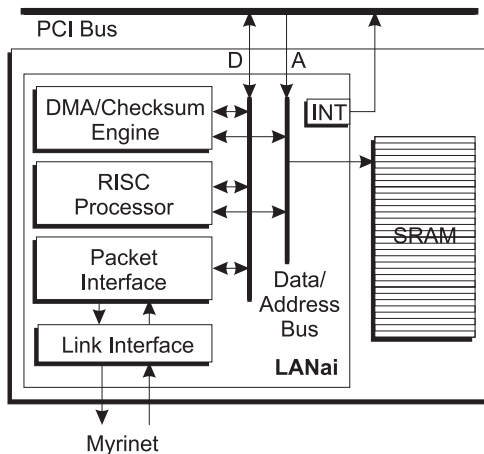 PCI Bus
D
A
INT
DMA/Checksum
Engine
RISC
Processor
SRAM
Packet
Interface
Data/
Address
Bus
Link Interface
LANai
Myrinet